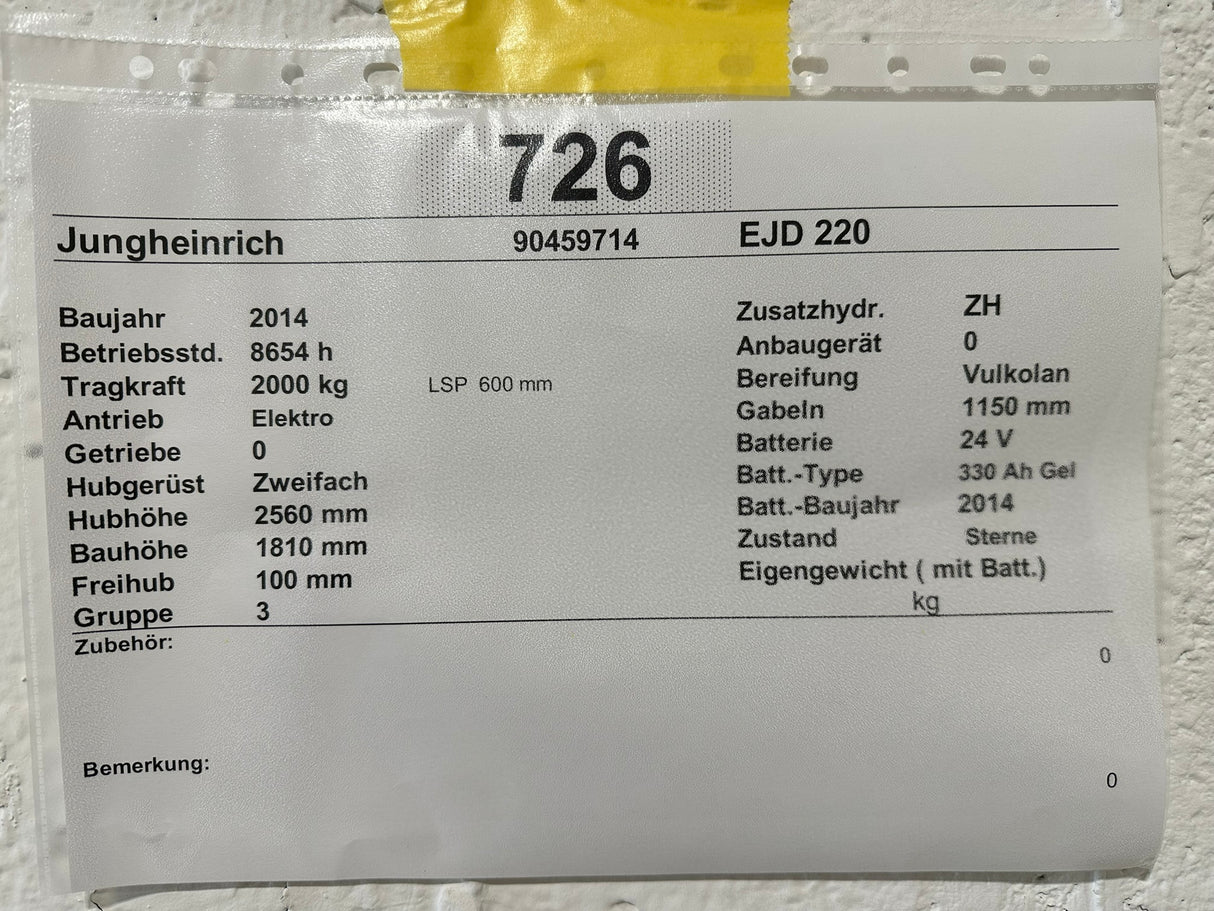 726
Jungheinrich 90459714 EJD 220
Baujahr 2014
Betriebsstd. 8654 h
Tragkraft 2000 kg LSP 600 mm
Antrieb Elektro
Getriebe 0
Hubgerüst Zweifach
Hubhöhe 2560 mm
Bauhöhe 1810 mm
Freihub 100 mm
Gruppe 3
Zusatzhydr. ZH
Anbaugerät 0
Bereifung Vulkolan
Gabeln 1150 mm
Batterie 24 V
Batt.-Type 330 Ah Gel
Batt.-Baujahr 2014
Zustand Sterne
Eigengewicht ( mit Batt.)
kg
Zubehör:
0
Bemerkung:
0